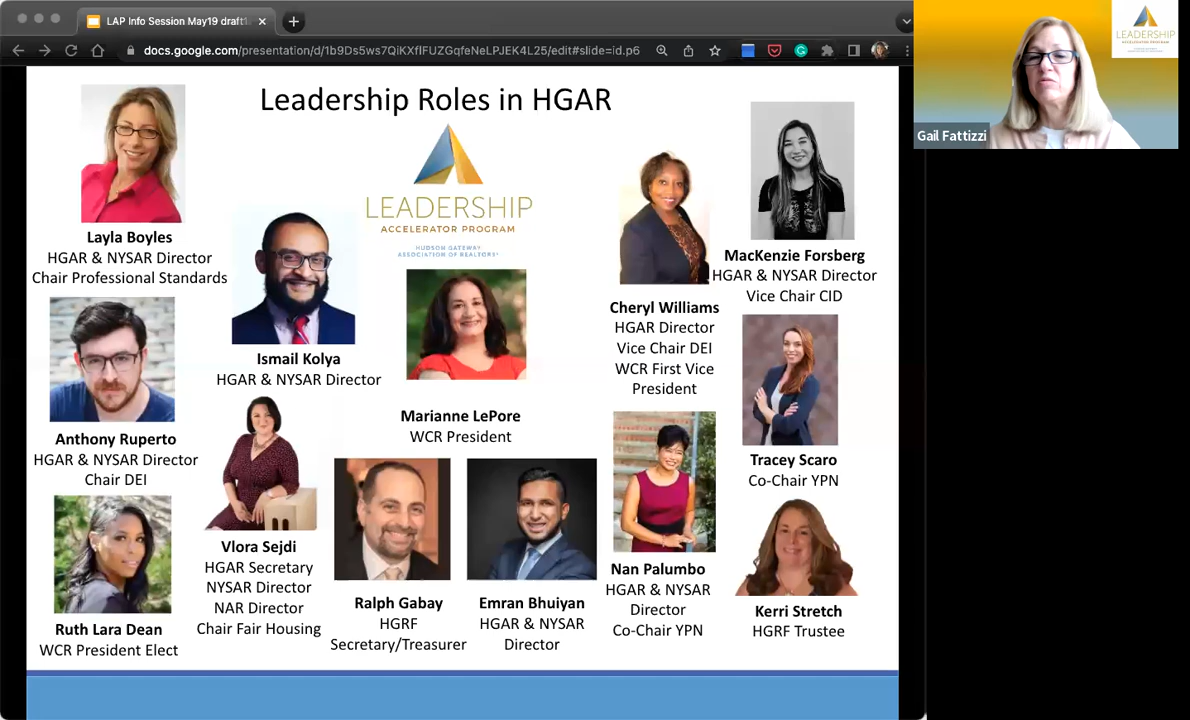 LAP Info Session May19 draft1
docs.google.com/presentation/d/1b9Ds5ws7QiKXfIFUZGqfeNeLPJEK4L25/edit#slide=id.p6
Leadership Roles in HGAR
LEADERSHIP
ACCELERATOR PROGRAM
HUDSON GATEWAY
ASSOCIATION OF REALTORS®
Layla Boyles
HGAR & NYSAR Director
Chair Professional Standards
Ismail Kolya
HGAR & NYSAR Director
Marianne LePore
WCR President
Cheryl Williams
HGAR Director
Vice Chair DEI
WCR First Vice
President
MacKenzie Forsberg
HGAR & NYSAR Director
Vice Chair CID
Anthony Ruperto
HGAR & NYSAR Director
Chair DEI
Tracey Scaro
Co-Chair YPN
Ruth Lara Dean
WCR President Elect
Vlora Sejdi
HGAR Secretary
NYSAR Director
NAR Director
Chair Fair Housing
Ralph Gabay
HGRF
Secretary/Treasurer
Emran Bhuiyan
HGAR & NYSAR
Director
Nan Palumbo
HGAR & NYSAR
Director
Co-Chair YPN
Kerri Stretch
HGRF Trustee
LEADERSHIP
ACCELERATOR PROGRAM
Gail Fattizzi